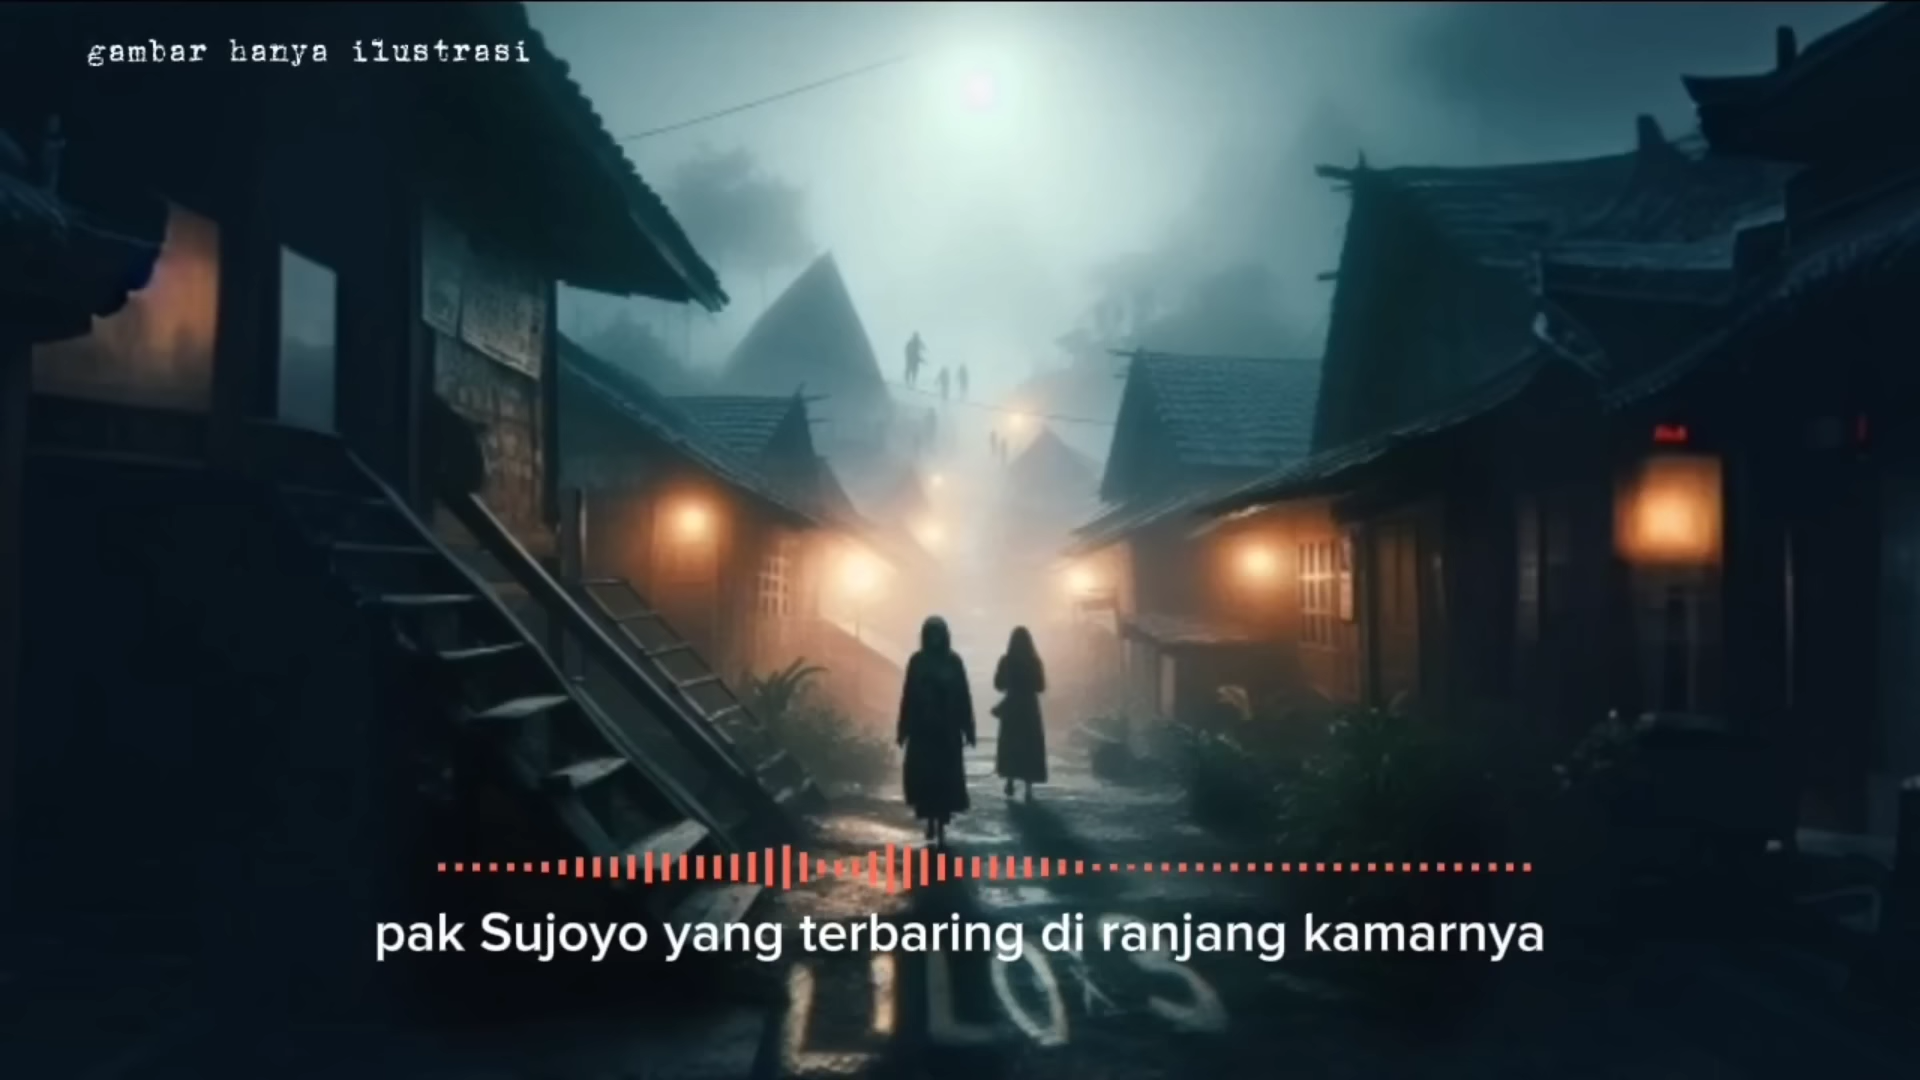 gambar hanya ilustrasi
pak Sujoyo yang terbaring di ranjang kamarnya